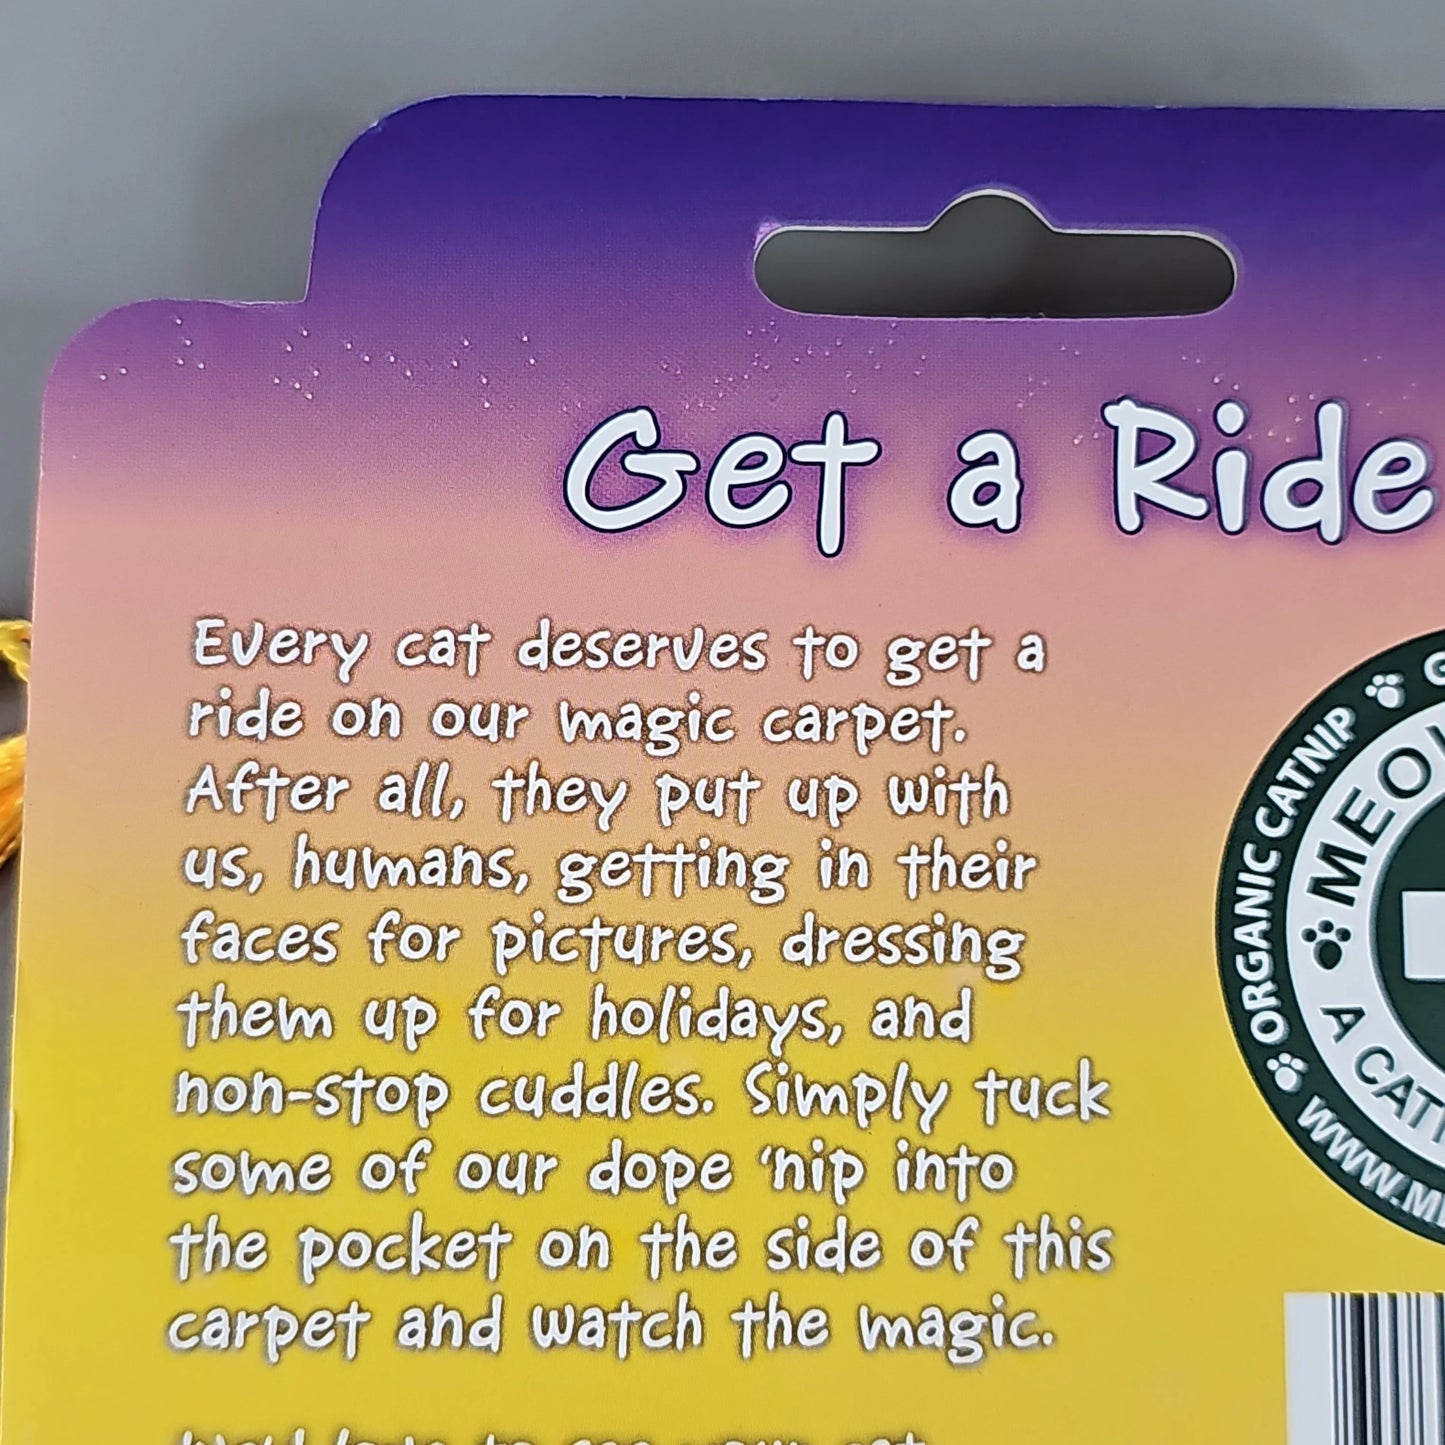 Get a Ride
Every cat deserves to get a
ride on our magic carpet.
After all, they put up with
us, humans, getting in their
faces for pictures, dressing
them up for holidays, and
non-stop cuddles. Simply tuck
some of our dope ‘nip into
the pocket on the side of this
carpet and watch the magic.
ORGANIC CATNIP
A
WWW.